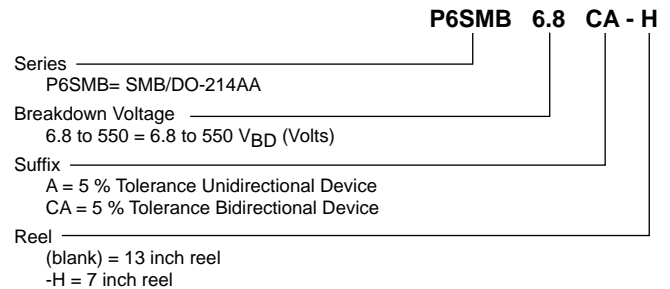 P6SMB 6.8 CA - H
Series
P6SMB= SMB/DO-214AA
Breakdown Voltage
6.8 to 550 = 6.8 to 550 VBD (Volts)
Suffix
A = 5 % Tolerance Unidirectional Device
CA = 5 % Tolerance Bidirectional Device
Reel
(blank) = 13 inch reel
-H = 7 inch reel